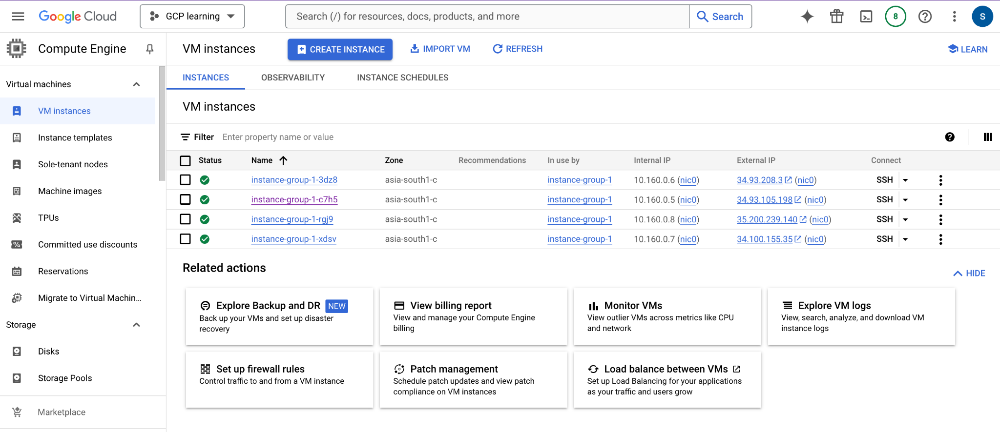 Google Cloud
GCP learning
Search (/) for resources, docs, products, and more
Search
8
S
Compute Engine
VM instances
CREATE INSTANCE
IMPORT VM
REFRESH
LEARN
Virtual machines
VM instances
Instance templates
Sole-tenant nodes
Machine images
TPUs
Committed use discounts
Reservations
Migrate to Virtual Machin...
Storage
Disks
Storage Pools
Marketplace
INSTANCES OBSERVABILITY INSTANCE SCHEDULES
VM instances
Filter Enter property name or value
Status Name Zone Recommendations In use by Internal IP External IP Connect
instance-group-1-3dz8 asia-south1-c instance-group-1 10.160.0.6 (nic0) 34.93.208.3 (nic0) SSH
instance-group-1-c7h5 asia-south1-c instance-group-1 10.160.0.5 (nic0) 34.93.105.198 (nic0) SSH
instance-group-1-rgj9 asia-south1-c instance-group-1 10.160.0.8 (nic0) 35.200.239.140 (nic0) SSH
instance-group-1-xdsv asia-south1-c instance-group-1 10.160.0.7 (nic0) 34.100.155.35 (nic0) SSH
Related actions
HIDE
Explore Backup and DR NEW
Back up your VMs and set up disaster
recovery
View billing report
View and manage your Compute Engine
billing
Monitor VMs
View outlier VMs across metrics like CPU
and network
Explore VM logs
View, search, analyze, and download VM
instance logs
Set up firewall rules
Control traffic to and from a VM instance
Patch management
Schedule patch updates and view patch
compliance on VM instances
Load balance between VMs
Set up Load Balancing for your applications
as your traffic and users grow